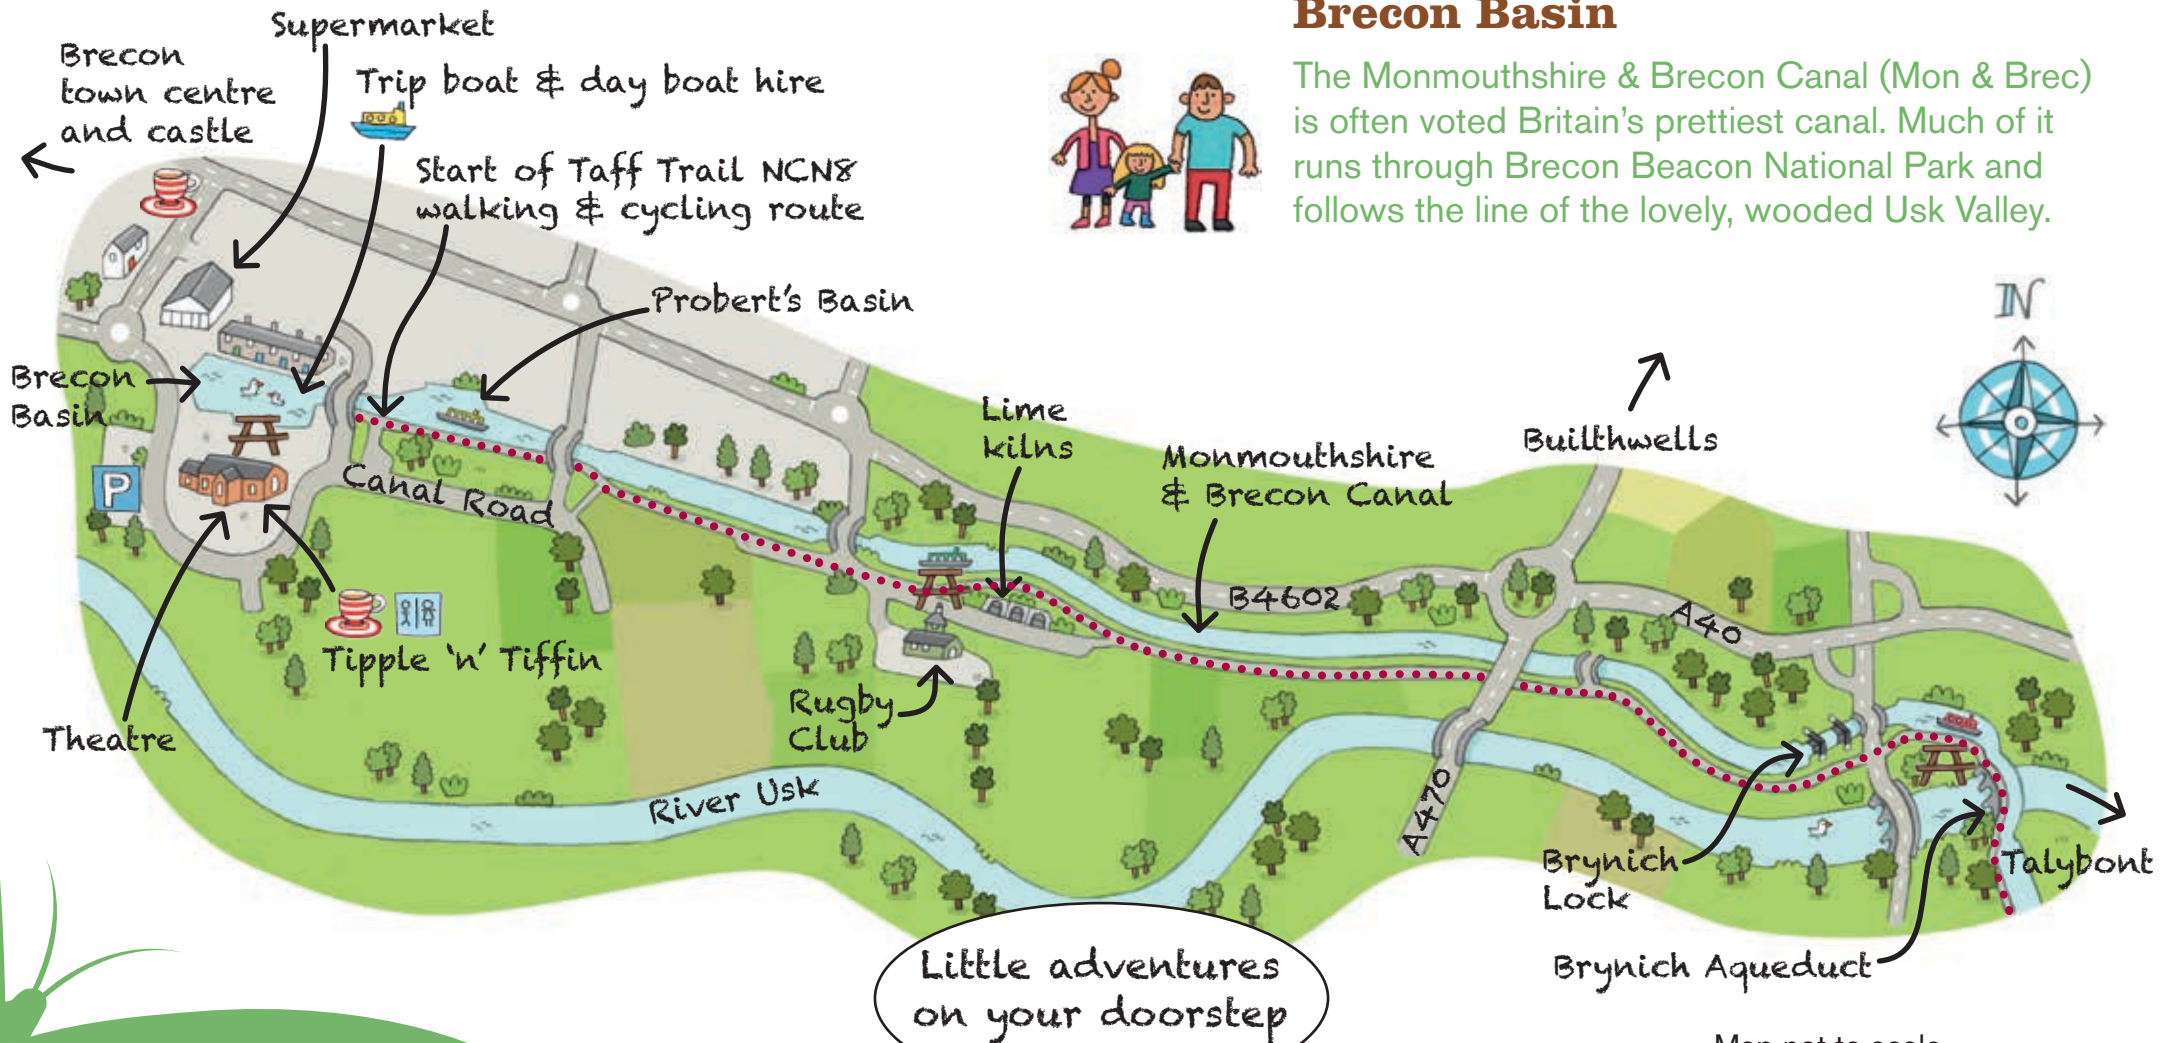 Brecon Basin
The Monmouthshire & Brecon Canal (Mon & Brec)
is often voted Britain's prettiest canal. Much of it
runs through Brecon Beacon National Park and
follows the line of the lovely, wooded Usk Valley.
Supermarket
Brecon
town centre
and castle
Trip boat & day boat hire
Start of Taff Trail NCN8
walking & cycling route
Probert's Basin
Brecon
Basin
P
Canal Road
Tipple 'n' Tiffin
Theatre
Lime
kilns
Monmouthshire
& Brecon Canal
Builthwells
N
B4602
A40
Rugby
Club
River Usk
A470
Brynich
Lock
Talybont
Brynich Aqueduct
Little adventures
on your doorstep
Map not to scale